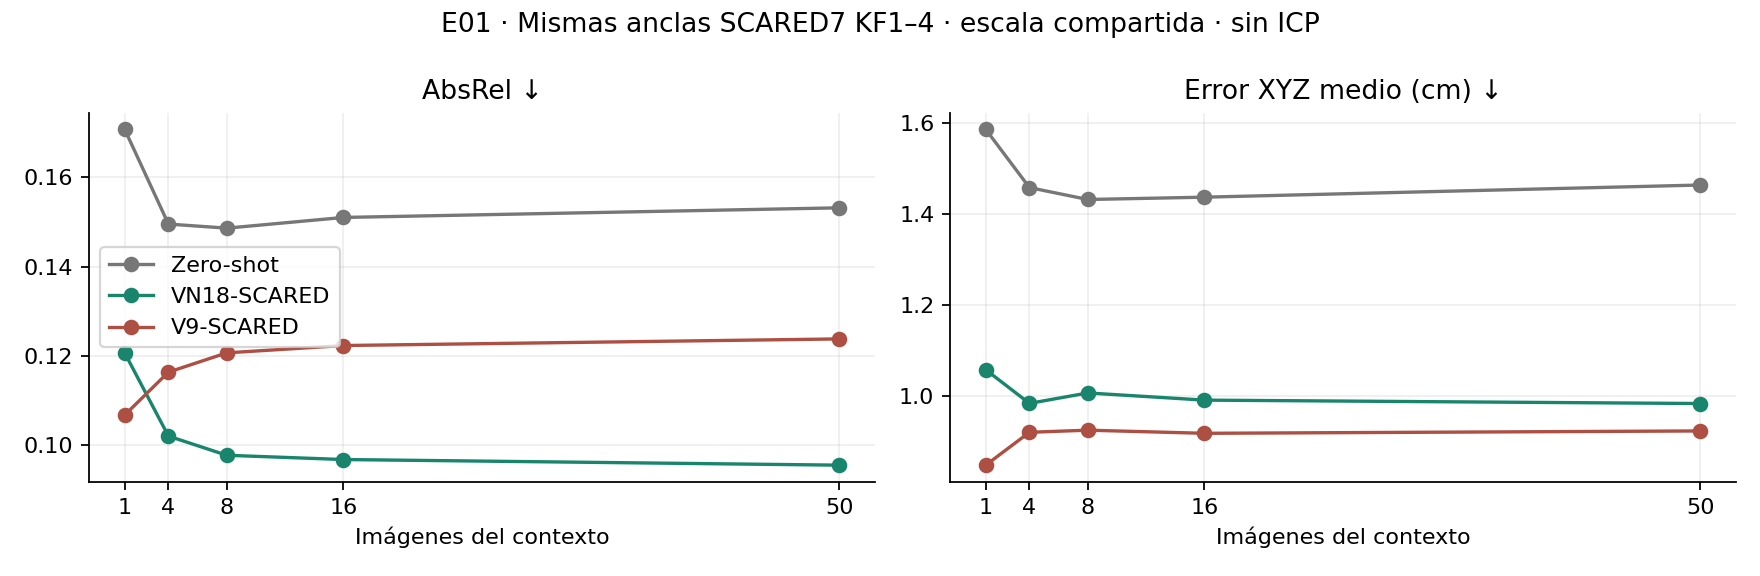 E01 · Mismas anclas SCARED7 KF1–4 · escala compartida · sin ICP
AbsRel ↓
0.16
0.14
0.12
0.10
Zero-shot
VN18-SCARED
V9-SCARED
1 4 8 16 50
Imágenes del contexto
Error XYZ medio (cm) ↓
1.6
1.4
1.2
1.0
1 4 8 16 50
Imágenes del contexto